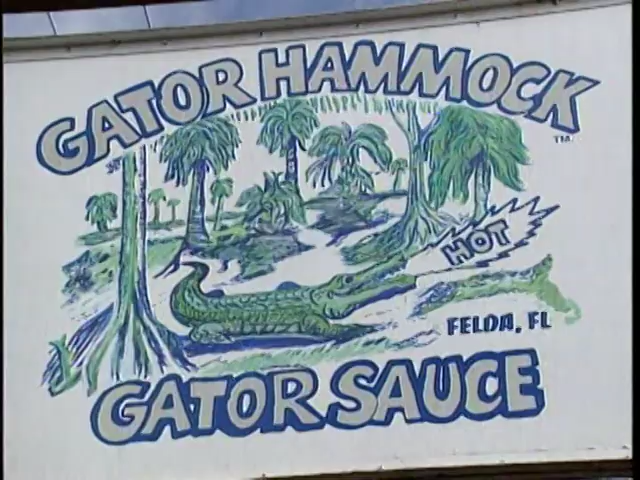 GATOR HAMMOCK
TM.
HOT
FELDA, FL
GATOR SAUCE